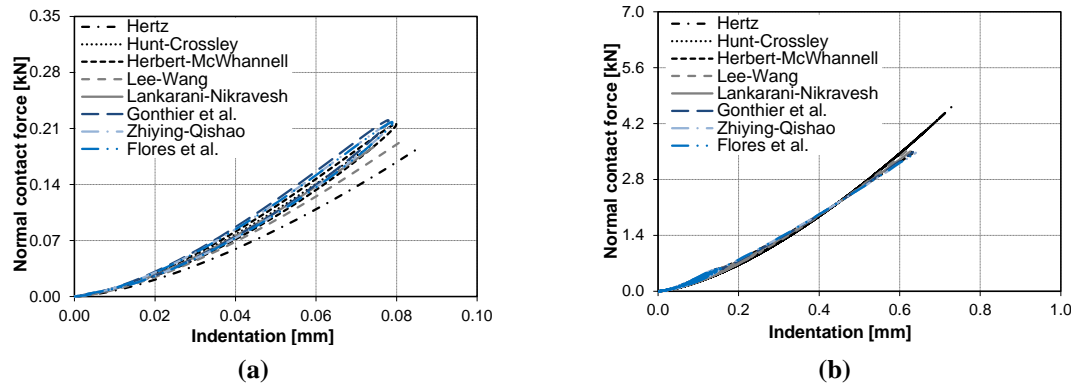 Normal contact force [kN]
0.35
0.28
0.21
0.14
0.07
0.00
Hertz
Hunt-Crossley
Herbert-McWhannell
Lee-Wang
Lankarani-Nikravesh
Gonthier et al.
Zhiying-Qishao
Flores et al.
0.00 0.02 0.04 0.06 0.08 0.10
Indentation [mm]
(a)
Normal contact force [kN]
7.0
5.6
4.2
2.8
1.4
0.0
Hertz
Hunt-Crossley
Herbert-McWhannell
Lee-Wang
Lankarani-Nikravesh
Gonthier et al.
Zhiying-Qishao
Flores et al.
0.0 0.2 0.4 0.6 0.8 1.0
Indentation [mm]
(b)